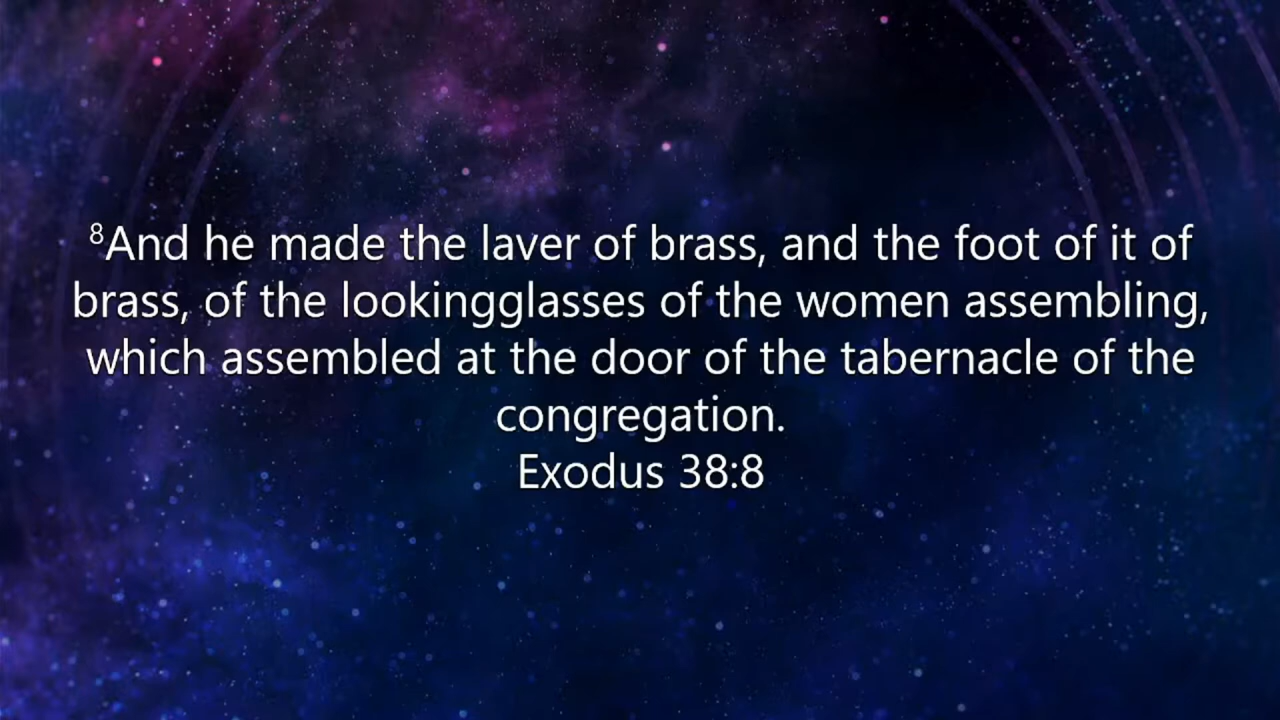 ⁸And he made the laver of brass, and the foot of it of
brass, of the lookingglasses of the women assembling,
which assembled at the door of the tabernacle of the
congregation.
Exodus 38:8